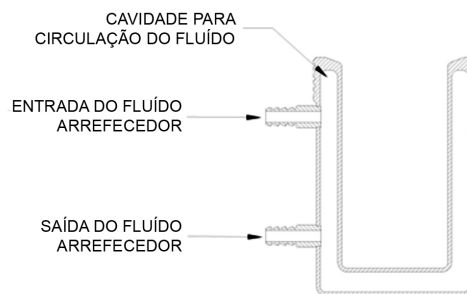 CAVIDADE PARA
CIRCULAÇÃO DO FLUÍDO
ENTRADA DO FLUÍDO
ARREFECEDOR
SAÍDA DO FLUÍDO
ARREFECEDOR